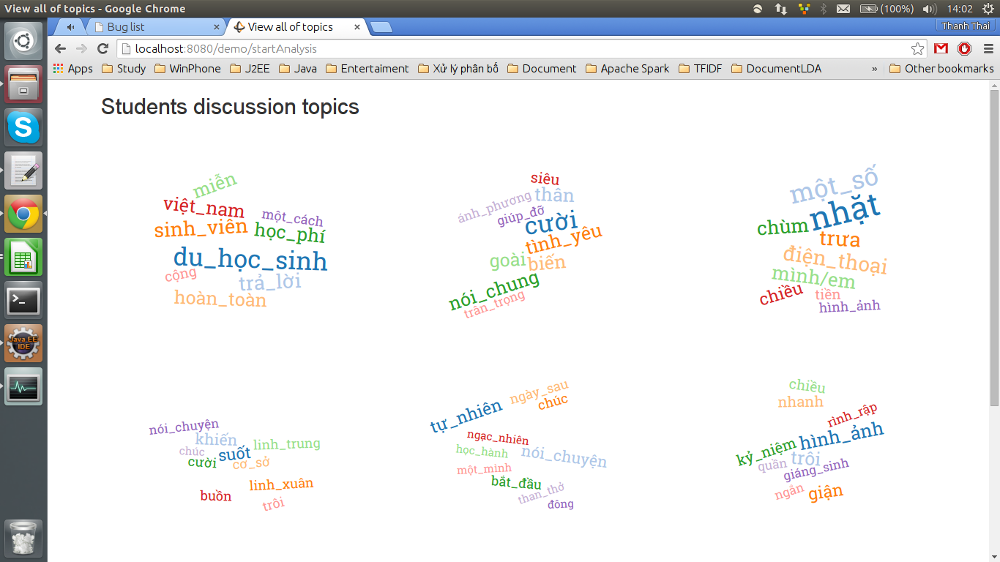 View all of topics - Google Chrome
(100%)
14:02
Bug list
View all of topics
Thanh Thai
localhost:8080/demo/startAnalysis
Apps
Study
WinPhone
J2EE
Java
Entertaiment
Xử lý phân bố
Document
Apache Spark
TFIDF
DocumentLDA
»
Other bookmarks
Java EE
IDE
Students discussion topics
miễn
việt_nam
một_cách
sinh_viên
học_phí
du_học_sinh
cộng
trả_lời
hoàn_toàn
siêu
ánh_phương
thân
giúp_đỡ
cười
tình_yêu
goài
biến
nói_chung
trân_trọng
một_số
nhặt
chùm
trưa
điện_thoại
mình/em
chiều
tiền
hình_ảnh
nói_chuyện
khiến
linh_trung
chúc
suốt
cười
cơ_sở
linh_xuân
buồn
trôi
ngày_sau
chúc
tự_nhiên
ngạc_nhiên
học_hành
nói_chuyện
một_mình
bắt_đầu
than_thở
đông
chiều
nhanh
rình_rập
hình_ảnh
kỷ_niệm
trôi
quần
giáng_sinh
ngắn
giận